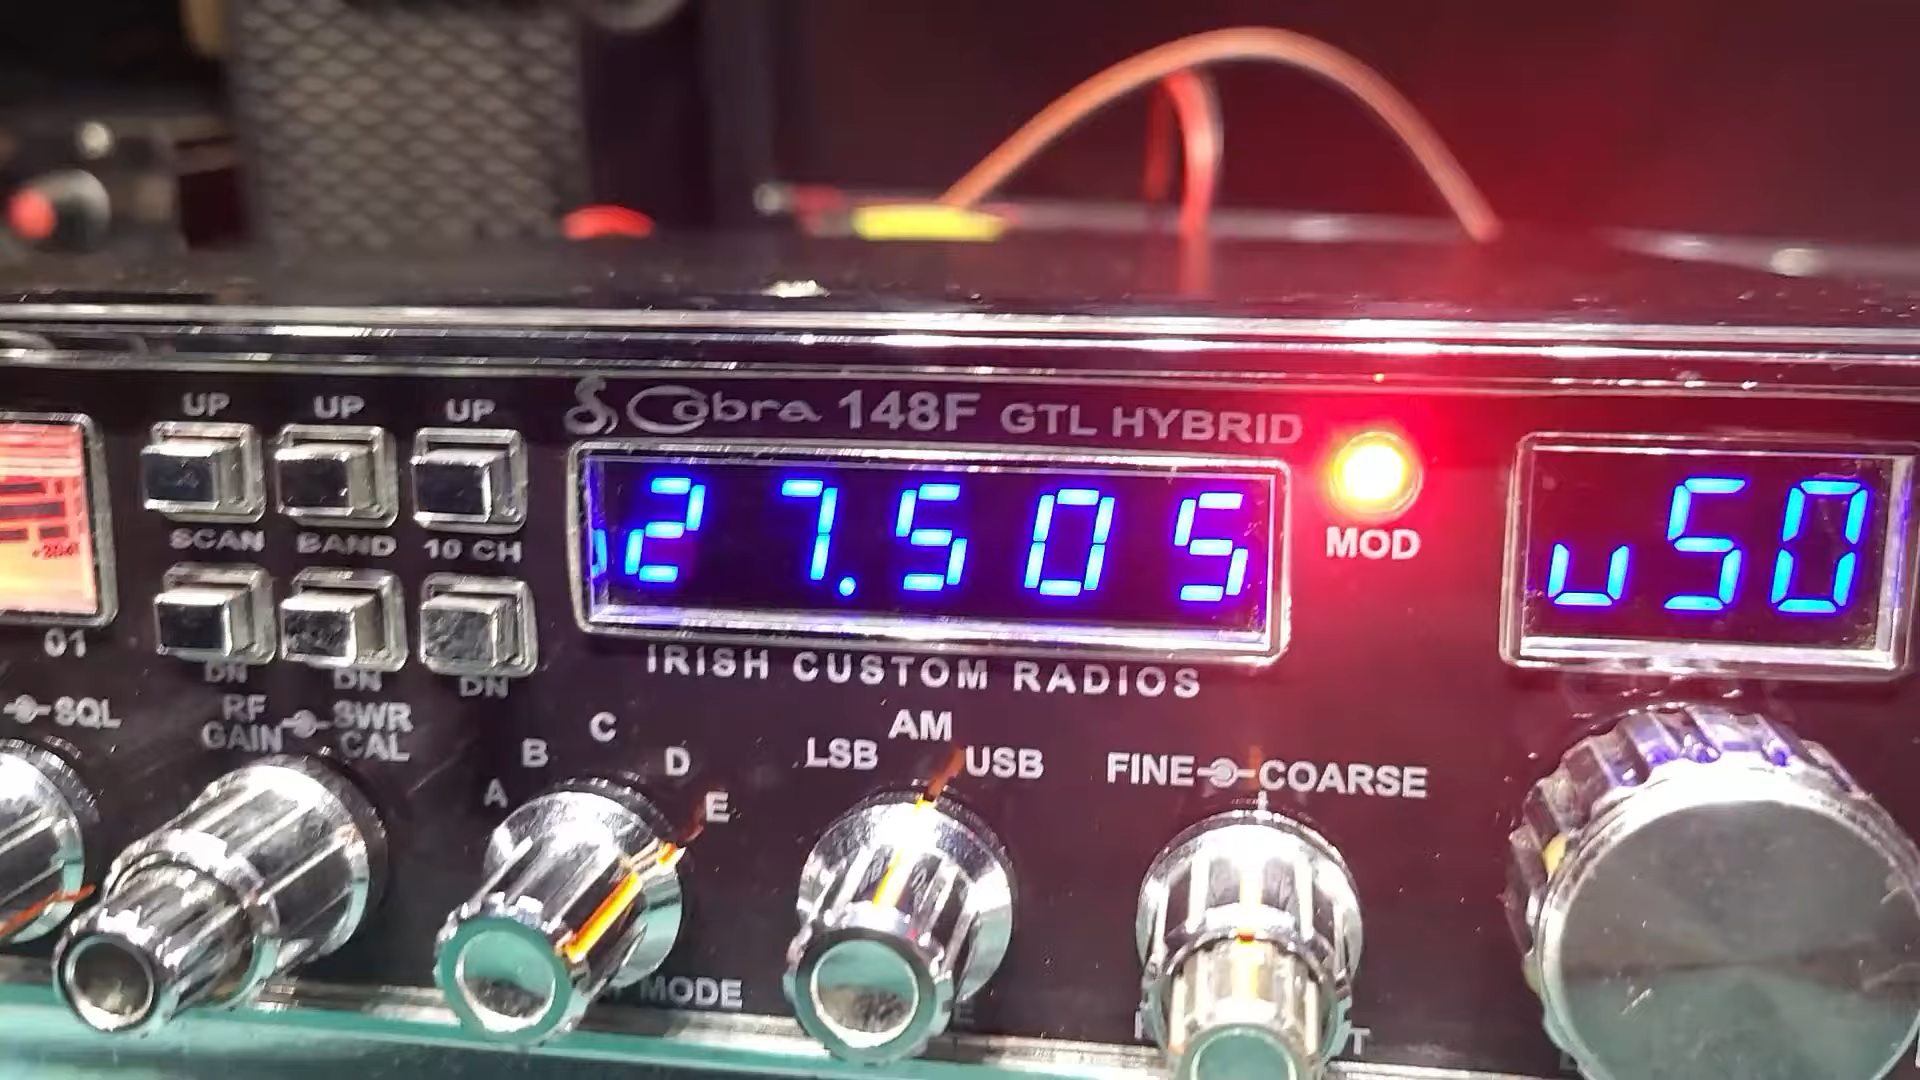 UP UP UP
Cobra 148F GTL HYBRID
27.505
u50
SCAN BAND 10 CH
MOD
01
DN DN DN
IRISH CUSTOM RADIOS
SQL
RF GAIN SWR CAL
A B C D E
LSB AM USB
FINE COARSE
MODE